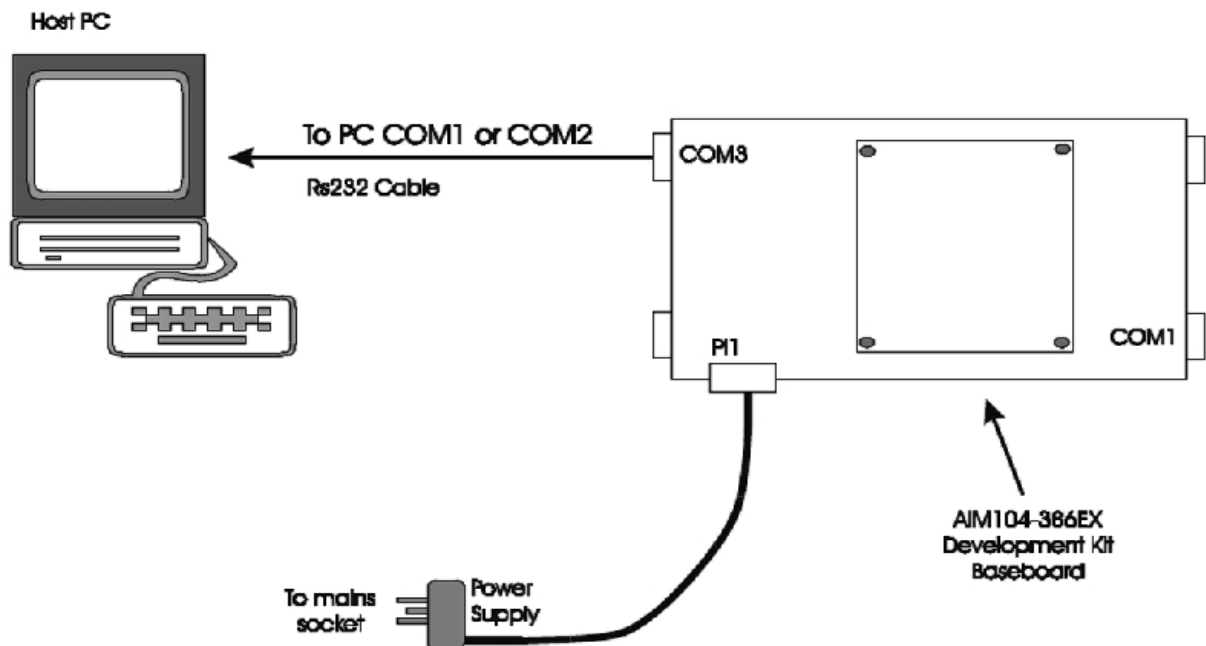 Host PC
To PC COM1 or COM2
Rs232 Cable
COM3
COM1
PI1
AIM104-386EX
Development Kit
Baseboard
To mains
socket
Power
Supply